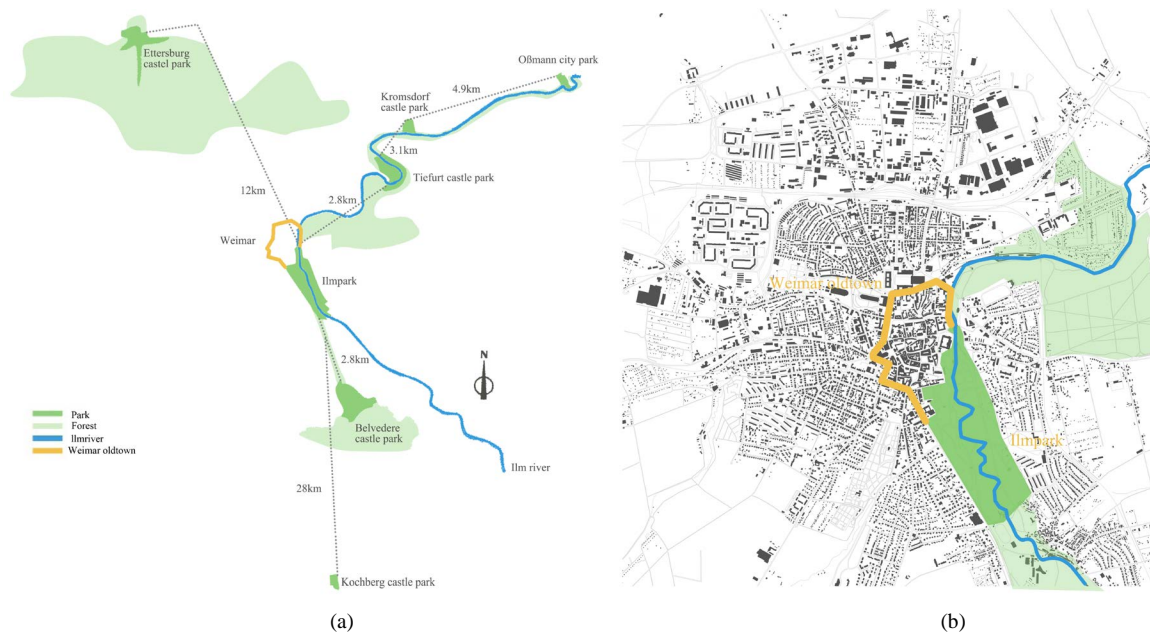 Ettersburg
castel park
Oßmann city park
4.9km
Kromsdorf
castle park
3.1km
Tiefurt castle park
12km
2.8km
Weimar
Ilmpark
2.8km
N
Park
Forest
Ilmriver
Weimar oldtown
Belvedere
castle park
Ilm river
28km
Kochberg castle park
(a)
Weimar oldtown
Ilmpark
(b)